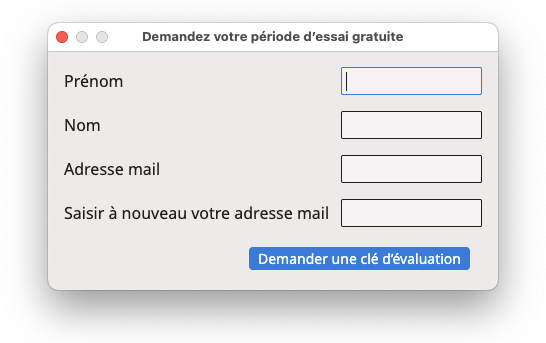 Demandez votre période d’essai gratuite
Prénom
Nom
Adresse mail
Saisir à nouveau votre adresse mail
Demander une clé d’évaluation